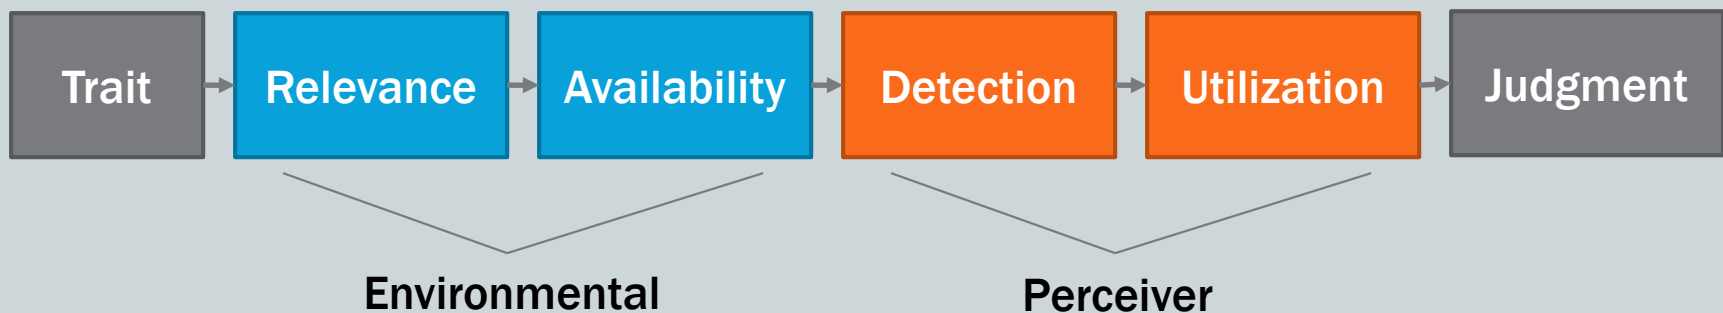 Trait
Relevance
Availability
Detection
Utilization
Judgment
Environmental
Perceiver